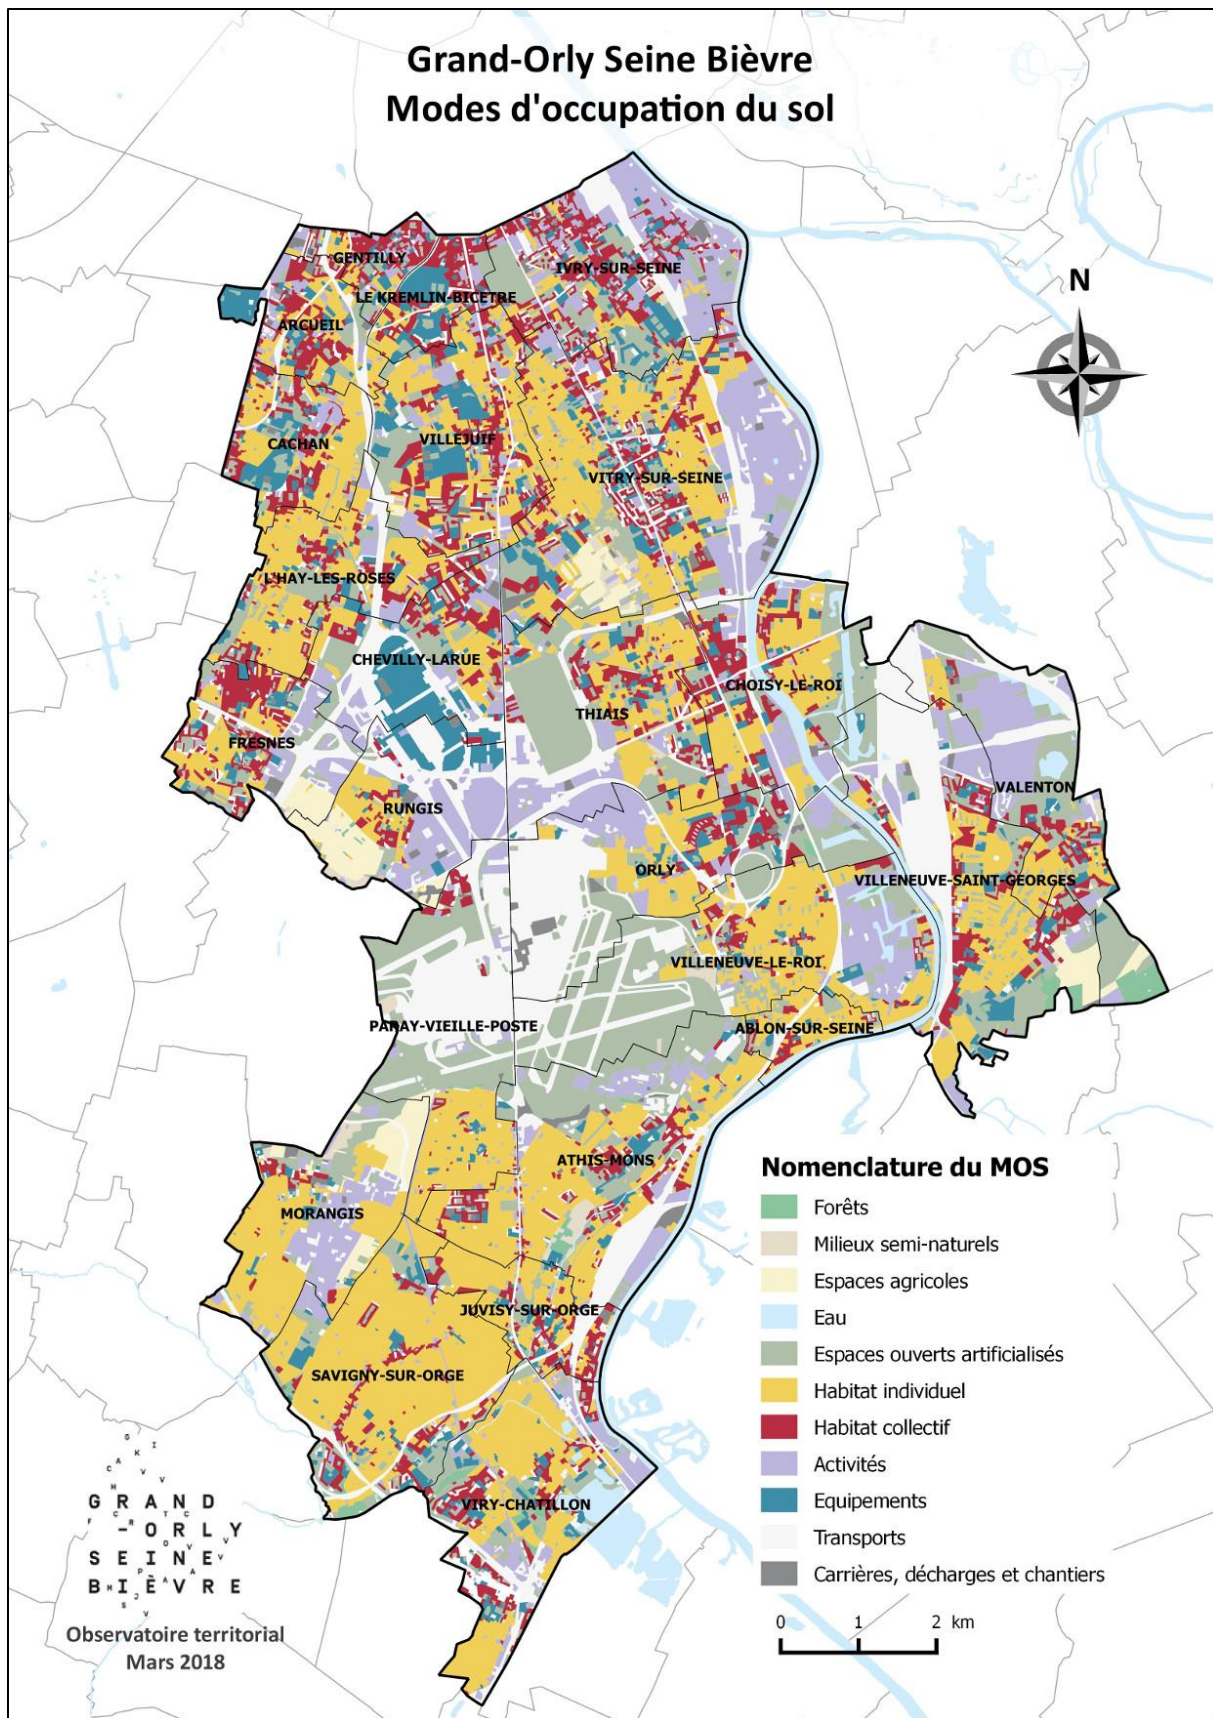 Grand-Orly Seine Bièvre
Modes d'occupation du sol
GENTILLY
IVRY-SUR-SEINE
LE KREMLIN-BICETRE
N
ARCUEIL
CACHAN
VILLEJUIF
VITRY-SUR-SEINE
L'HAY-LES-ROSES
CHEVILLY-LARUE
CHOISY-LE-ROI
THIAIS
FRESNES
RUNGIS
VALENTON
ORLY
VILLENEUVE-SAINT-GEORGES
VILLENEUVE-LE-ROI
PARAY-VIEILLE-POSTE
ABLON-SUR-SEINE
ATHIS-MONS
MORANGIS
JUVISY-SUR-ORGE
SAVIGNY-SUR-ORGE
VIRY-CHATILLON
Nomenclature du MOS
Forêts
Milieux semi-naturels
Espaces agricoles
Eau
Espaces ouverts artificialisés
Habitat individuel
Habitat collectif
Activités
Equipements
Transports
Carrières, décharges et chantiers
0 1 2 km
GRAND
-ORLY
SEINE
BIÈVRE
Observatoire territorial
Mars 2018